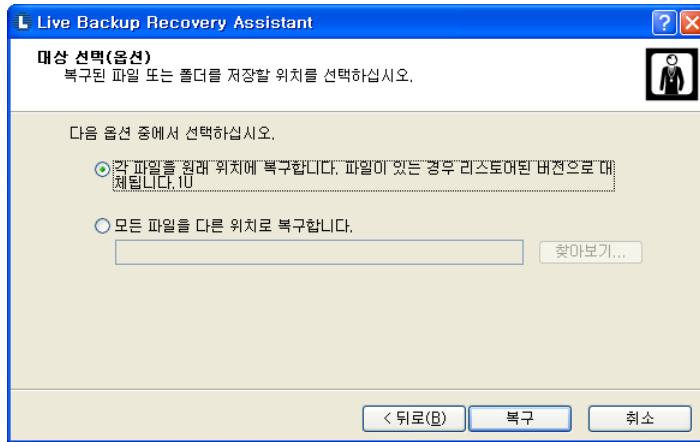 Live Backup Recovery Assistant
대상 선택(옵션)
복구된 파일 또는 폴더를 저장할 위치를 선택하십시오.
다음 옵션 중에서 선택하십시오.
각 파일을 원래 위치에 복구합니다. 파일이 있는 경우 리스토어된 버전으로 대
체됩니다.1U
모든 파일을 다른 위치로 복구합니다.
찾아보기...
< 뒤로(B)
복구
취소